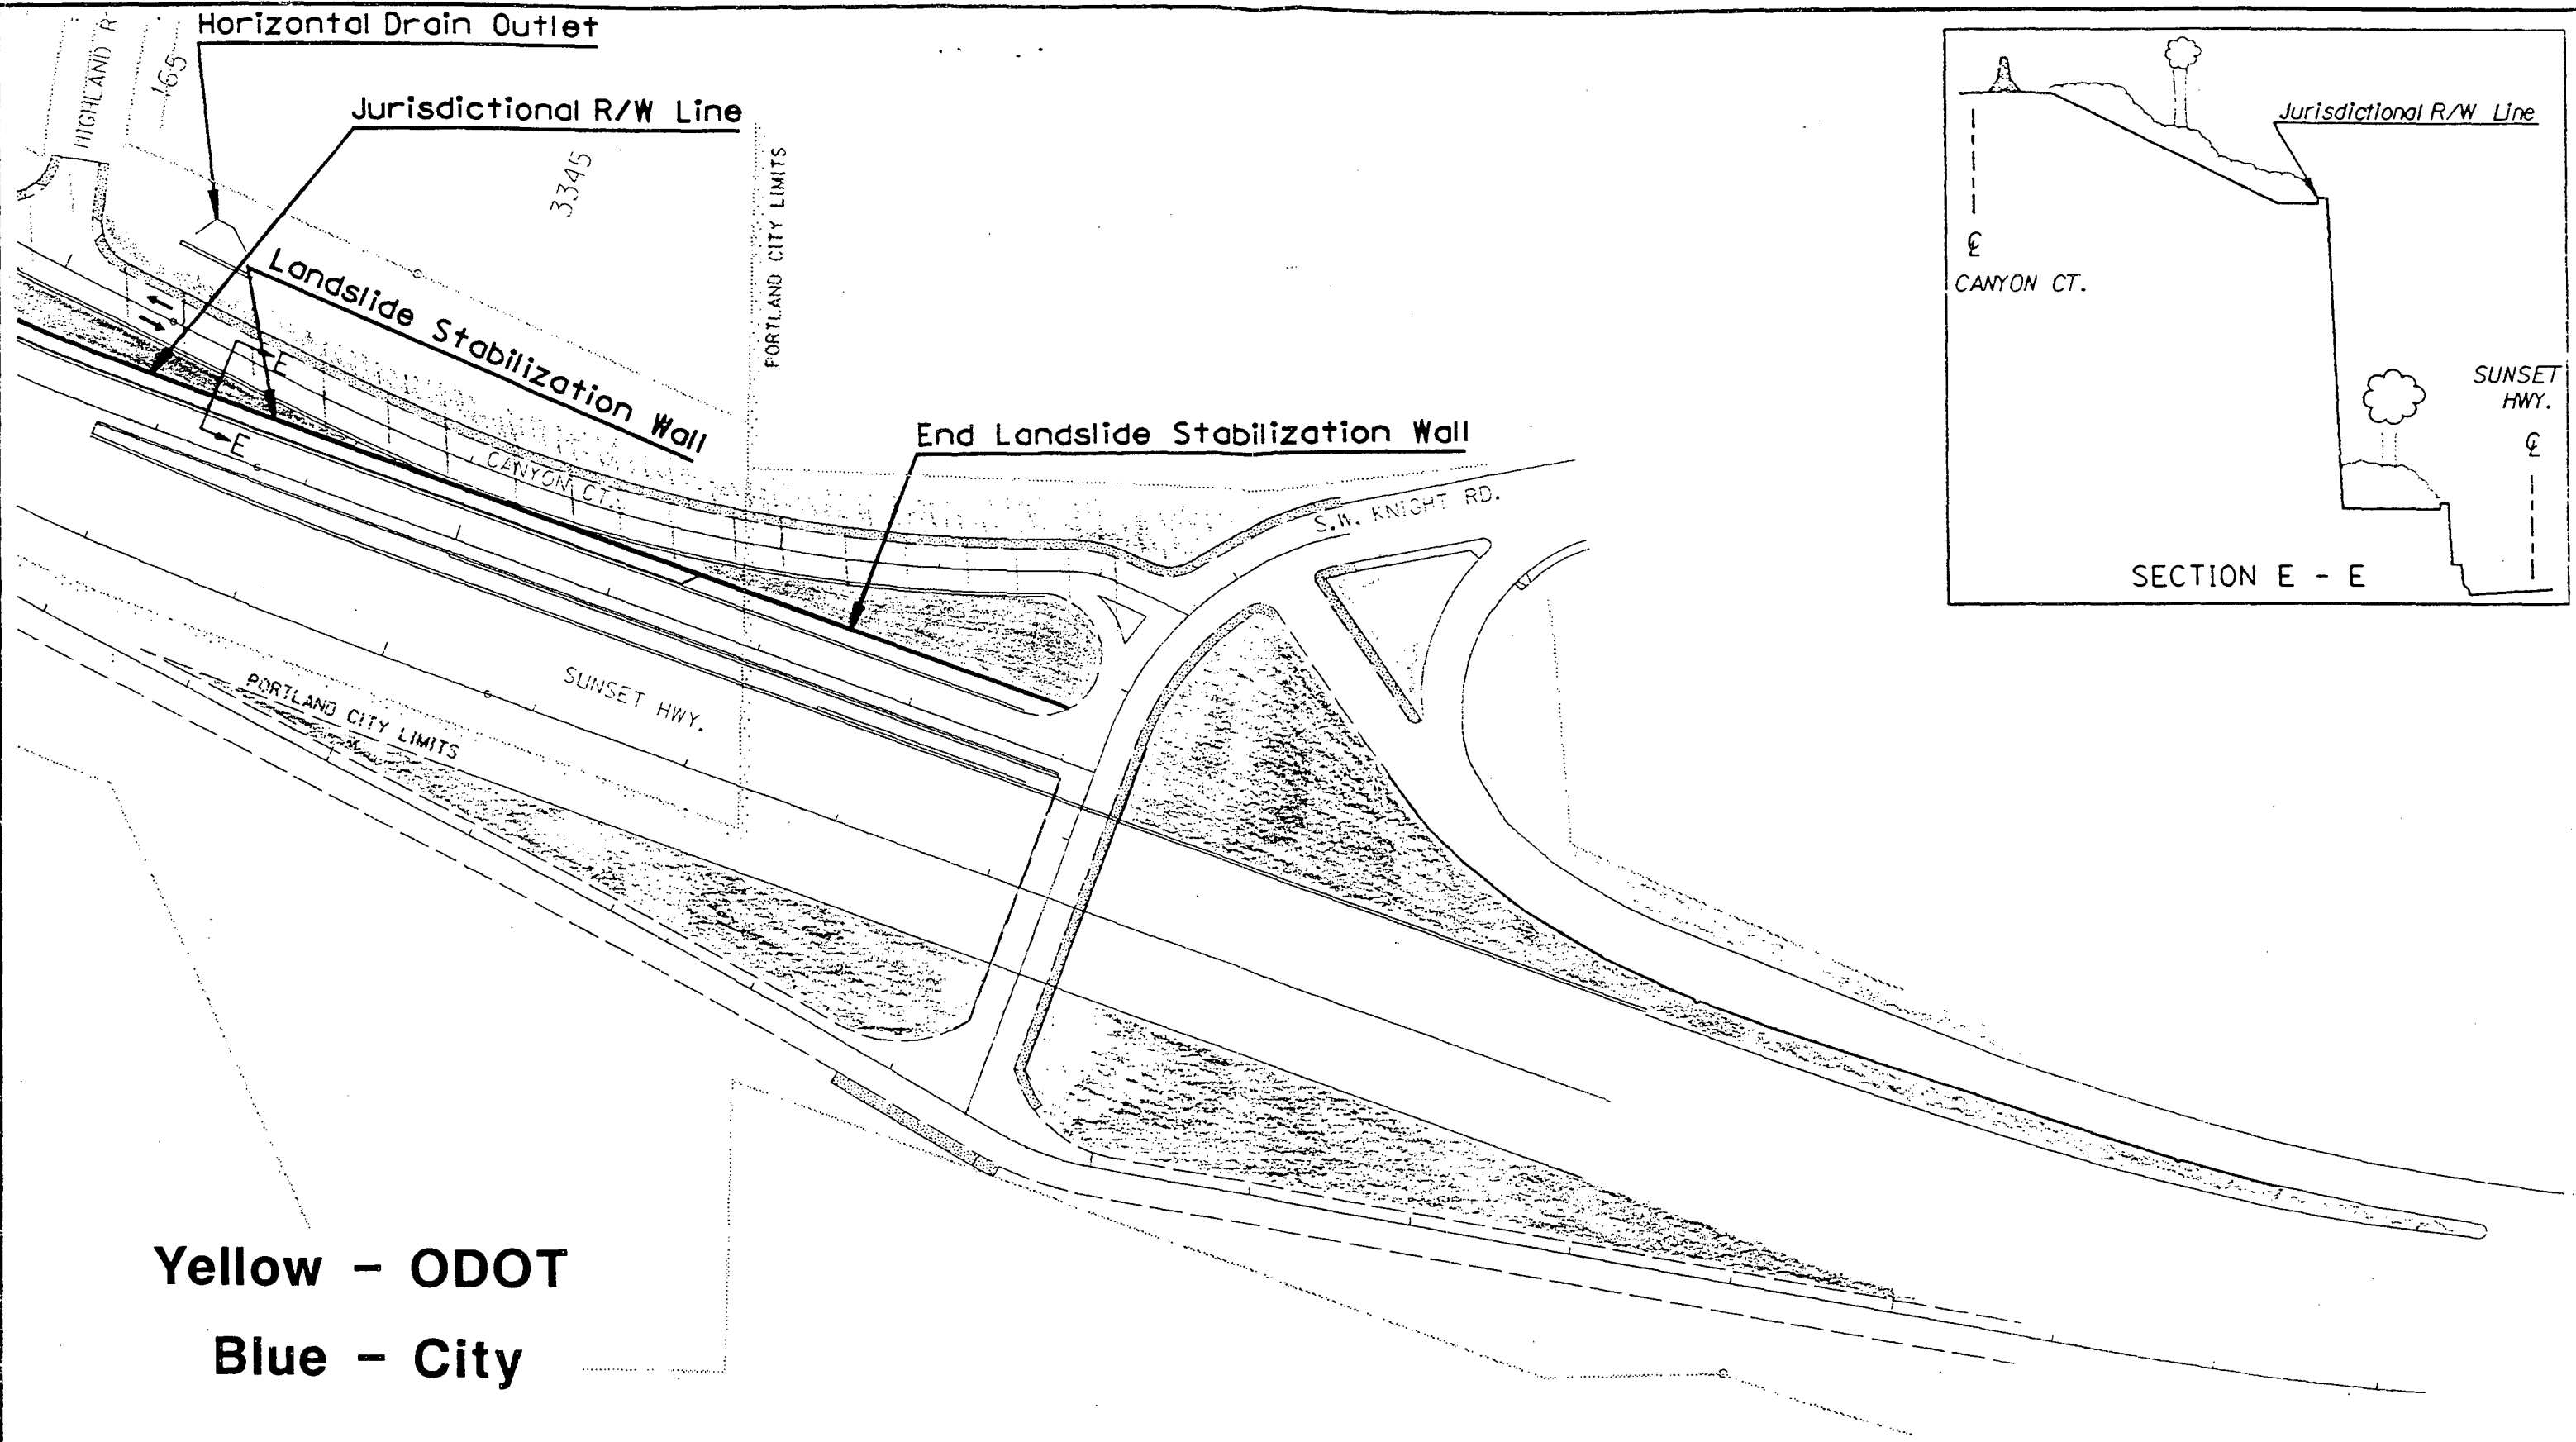 Horizontal Drain Outlet
HIGHLAND R
165
Jurisdictional R/W Line
3345
PORTLAND CITY LIMITS
Landslide Stabilization Wall
E
E
CANYON CT.
End Landslide Stabilization Wall
S.W. KNIGHT RD.
SUNSET HWY.
PORTLAND CITY LIMITS
Jurisdictional R/W Line
℄
CANYON CT.
SUNSET
HWY.
℄
SECTION E - E
Yellow - ODOT
Blue - City